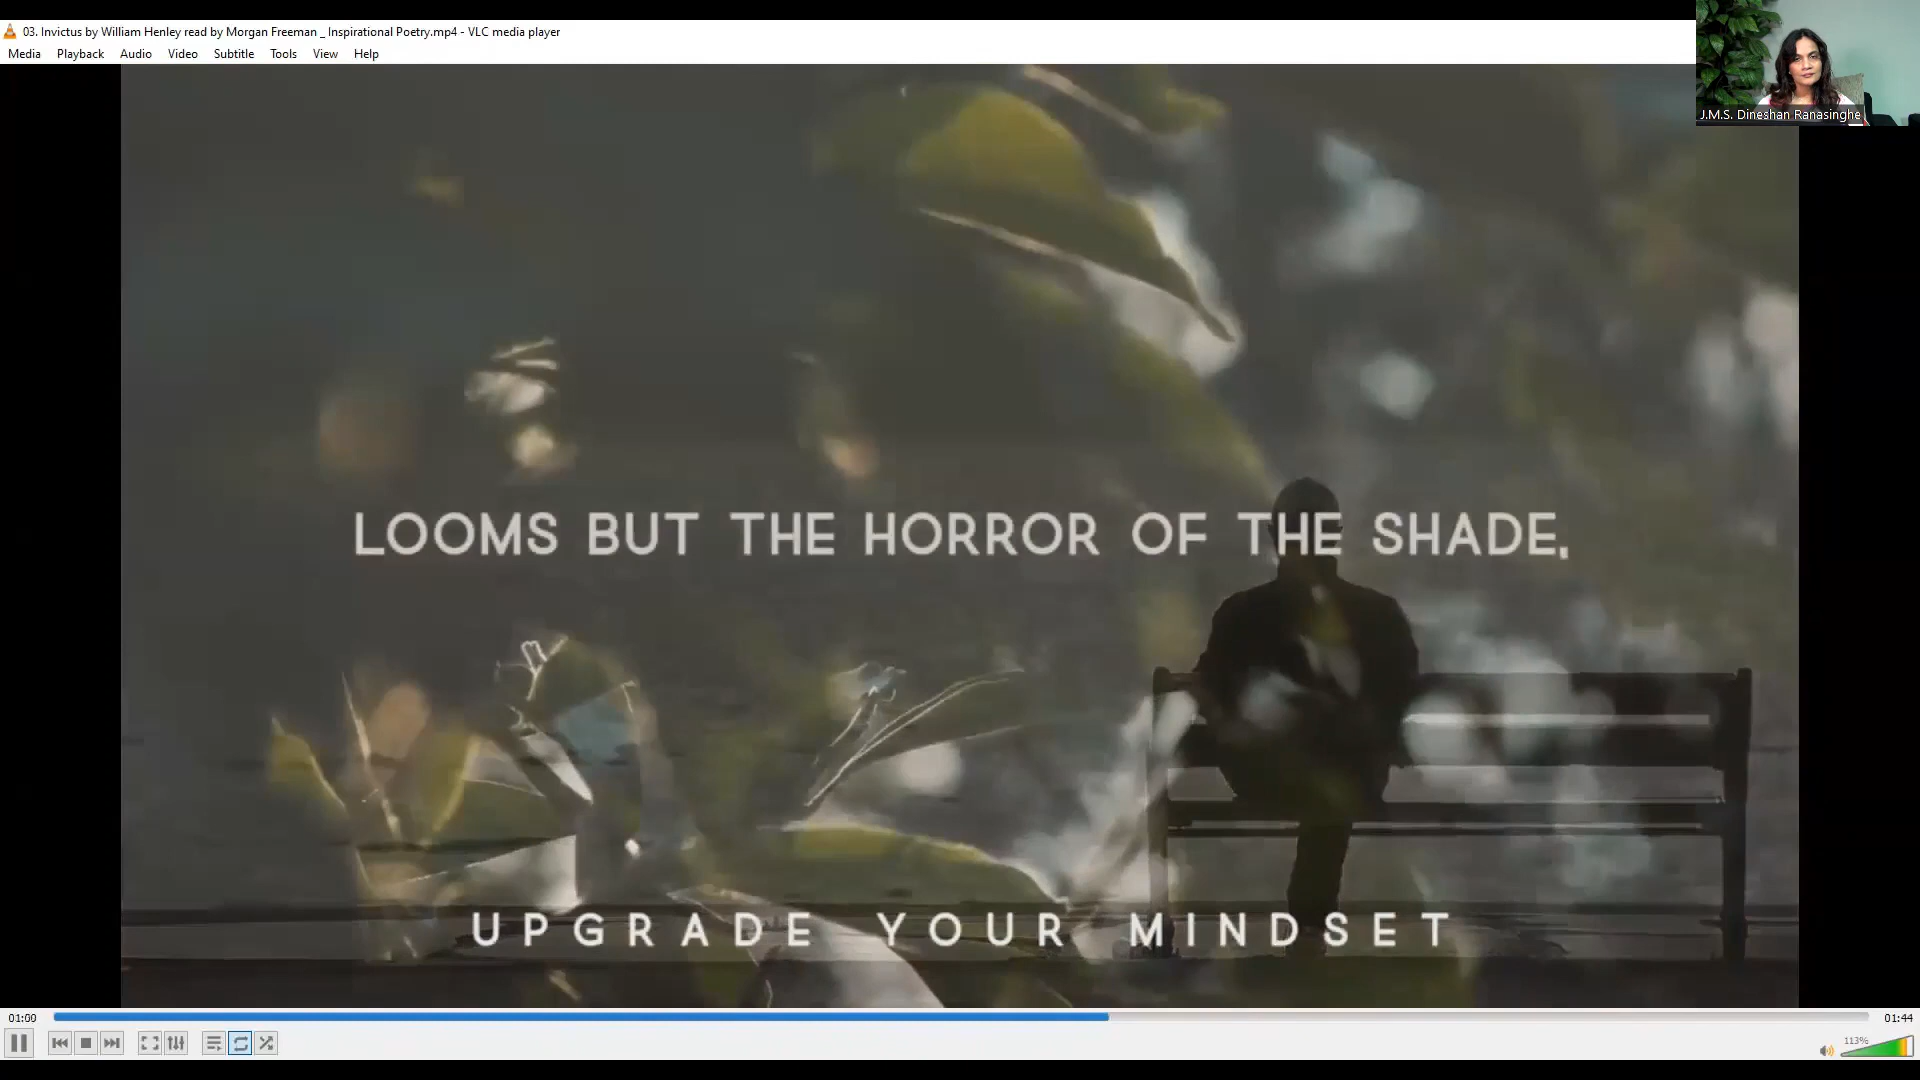 03. Invictus by William Henley read by Morgan Freeman _ Inspirational Poetry.mp4 - VLC media player
Media Playback Audio Video Subtitle Tools View Help
J.M.S. Dineshan Ranasinghe
LOOMS BUT THE HORROR OF THE SHADE,
UPGRADE YOUR MINDSET
01:00
01:44
113%